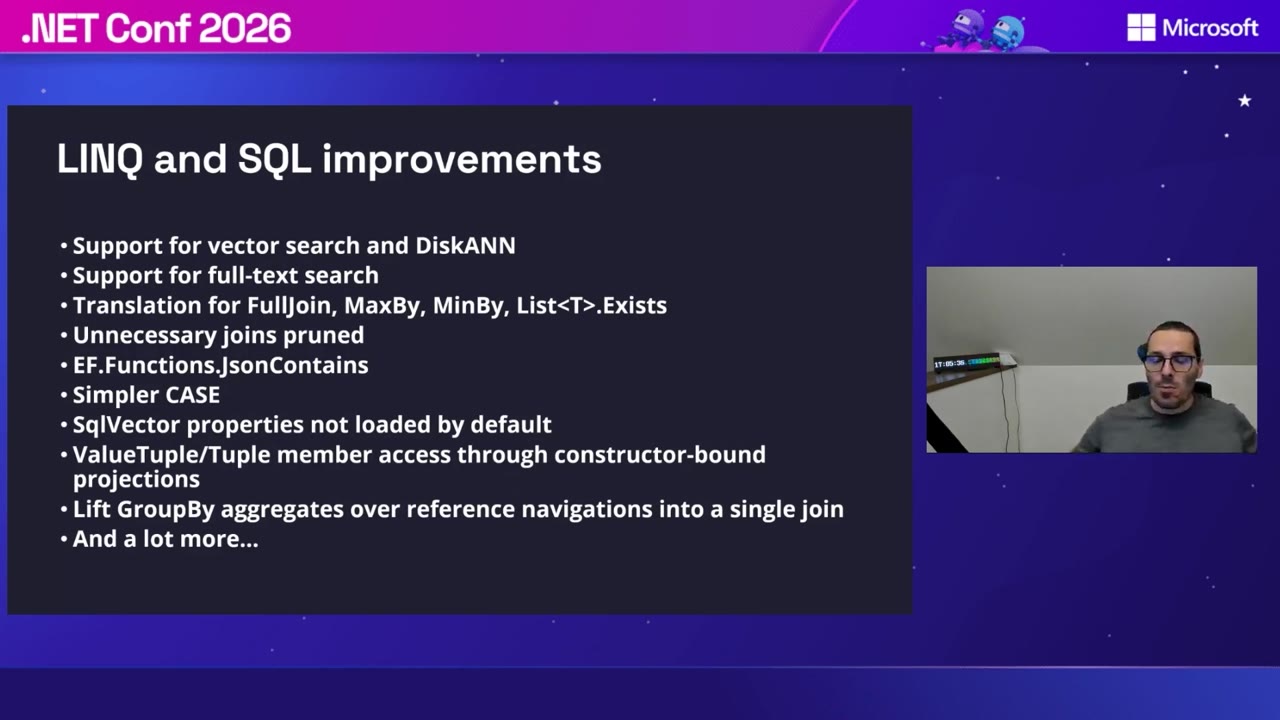 .NET Conf 2026
Microsoft
LINQ and SQL improvements
• Support for vector search and DiskANN
• Support for full-text search
• Translation for FullJoin, MaxBy, MinBy, List<T>.Exists
• Unnecessary joins pruned
• EF.Functions.JsonContains
• Simpler CASE
• SqlVector properties not loaded by default
• ValueTuple/Tuple member access through constructor-bound
projections
• Lift GroupBy aggregates over reference navigations into a single join
• And a lot more...